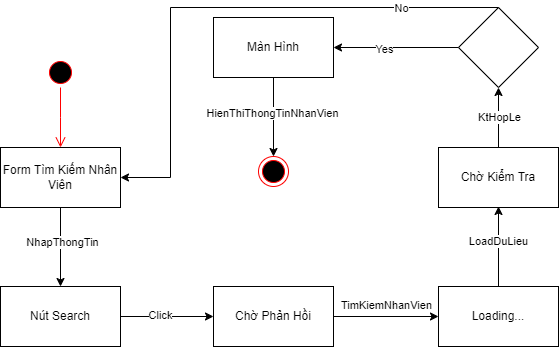 No
Màn Hình
Yes
HienThiThongTinNhanVien
KtHopLe
Form Tìm Kiếm Nhân
Viên
Chờ Kiểm Tra
NhapThongTin
LoadDuLieu
Nút Search
Click
Chờ Phản Hồi
TimKiemNhanVien
Loading...